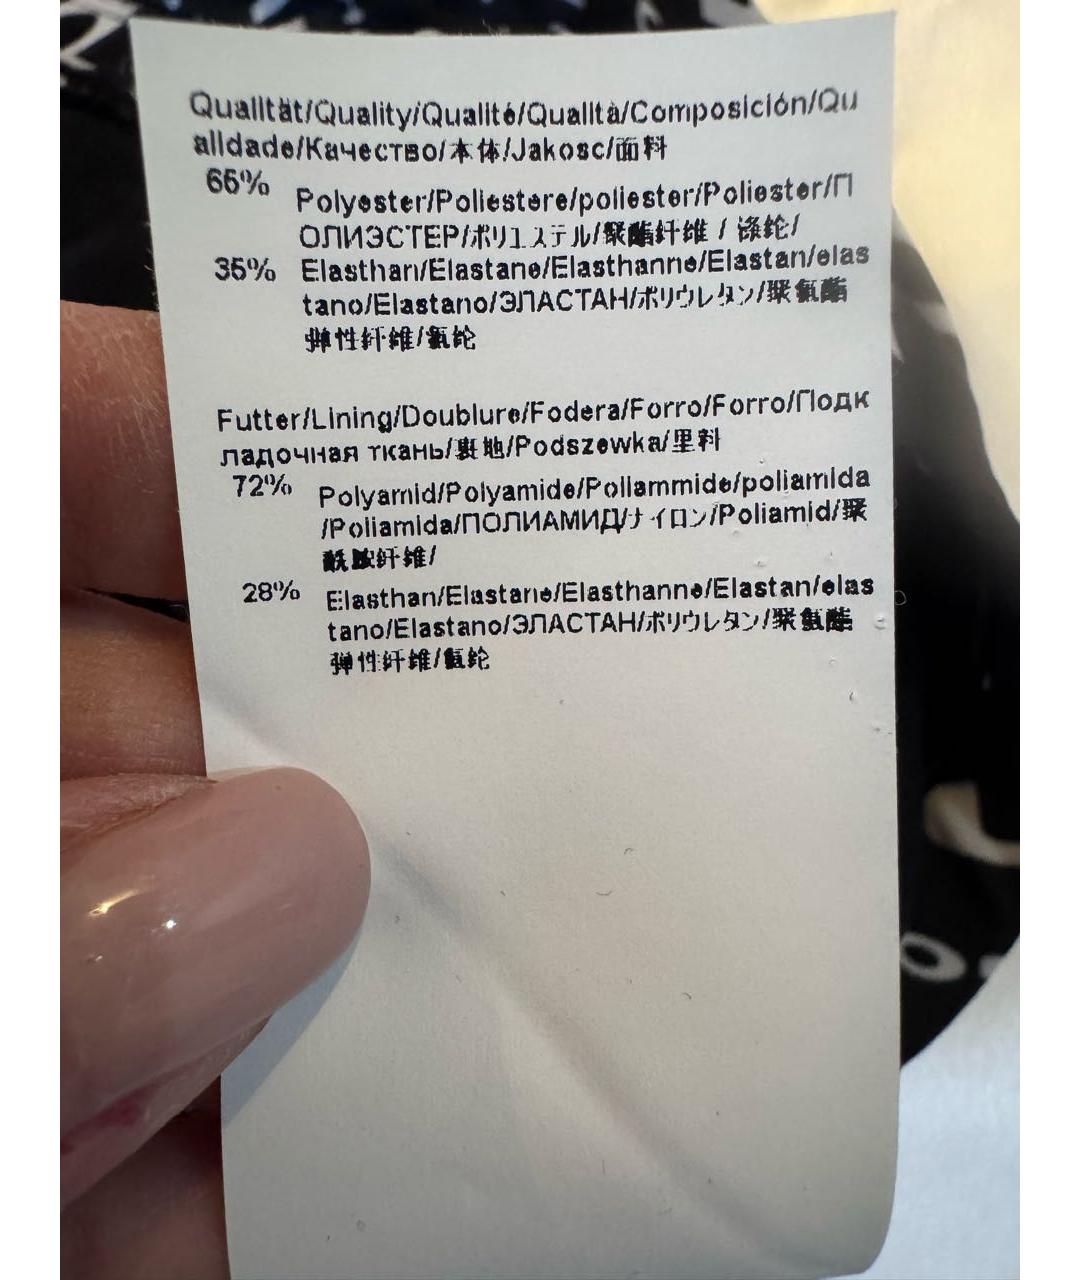 Qualität/Quality/Qualité/Qualità/Composición/Qu
alidade/Качество/本体/Jakosc/面料
66% Polyester/Poliestere/poliester/Poliester/П
ОЛИЭСТЕР/ポリエステル/聚酯纤维 / 涤纶/
35% Elasthan/Elastane/Elasthanne/Elastan/elas
tano/Elastano/ЭЛАСТАН/ポリウレタン/聚氨酯
弹性纤维/氨纶
Futter/Lining/Doublure/Fodera/Forro/Forro/Подк
ладочная ткань/裏地/Podszewka/里料
72% Polyamid/Polyamide/Poliammide/poliamida
/Poliamida/ПОЛИАМИД/ナイロン/Poliamid/聚
酰胺纤维/
28% Elasthan/Elastane/Elasthanne/Elastan/elas
tano/Elastano/ЭЛАСТАН/ポリウレタン/聚氨酯
弹性纤维/氨纶